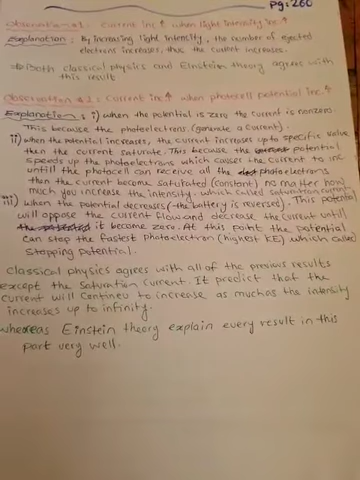 Pg: 260
Observation #1: Current inc↑ when light intensity inc.↑
Explanation: By increasing light intensity, the number of ejected
electrons increases, thus the current increases.
⇒ Both classical physics and Einstein theory agrees with
this result
Observation #2: Current inc↑ when photocell potential inc.↑
Explanation: i) when the potential is zero the current is nonzero.
This because the photoelectrons (generate a current).
ii) when the potential increases, the current increases upto specific value
then the current saturate. This because the potential
speeds up the photoelectrons which causes the current to inc.
untill the photocell can receive all the photoelectrons
then the current become saturated (constant) no matter how
much you increase the intensity. which called saturation current
iii) when the potential decreases (the battery is reversed). This potential
will oppose the current flow and decrease the current until
it become zero. At this point the potential
can stop the fastest photoelectron (highest KE) which called
stopping potential.
classical physics agrees with all of the previous results
except the saturation current. It predict that the
current will contineu to increase as muchas the intensity
increases up to infinity.
whereas Einstein theory explain every result in this
part very well.